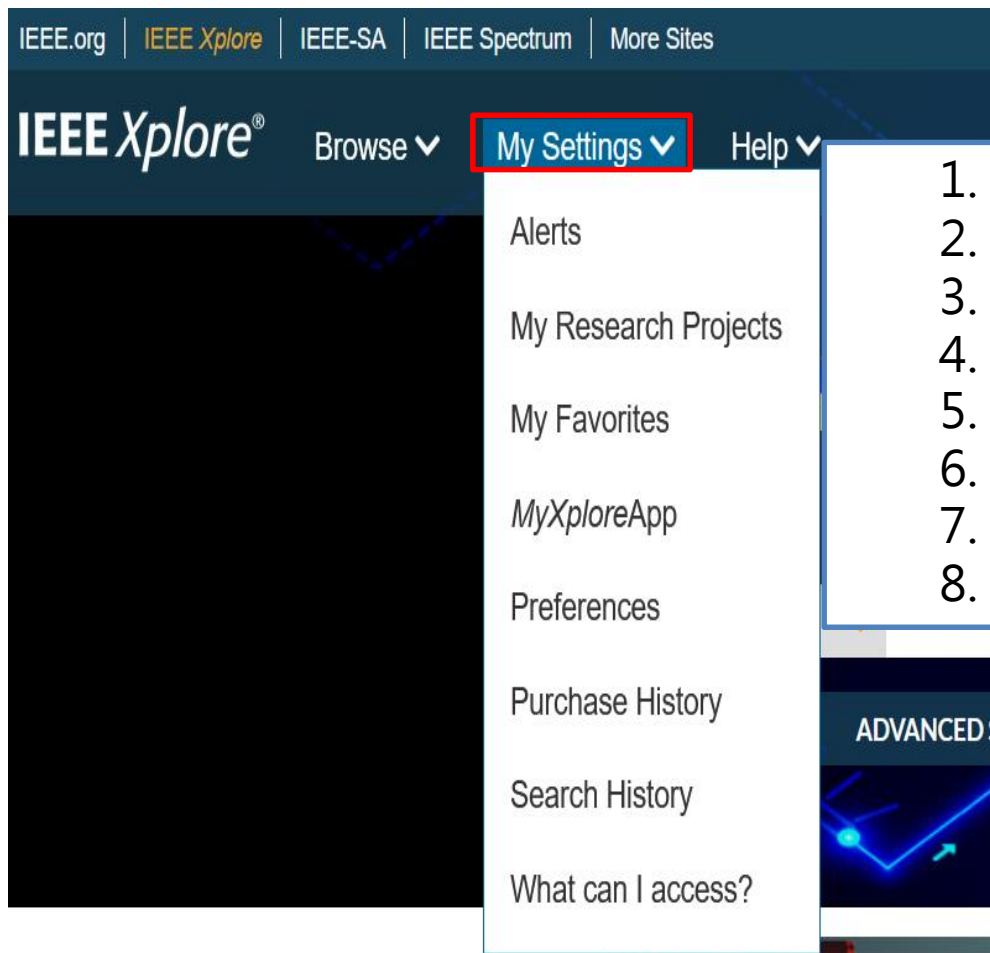 IEEE.org | IEEE Xplore | IEEE-SA | IEEE Spectrum | More Sites
IEEE Xplore® Browse My Settings Help
Alerts
My Research Projects
My Favorites
MyXploreApp
Preferences
Purchase History
Search History
What can I access?
1.
2.
3.
4.
5.
6.
7.
8.
ADVANCED